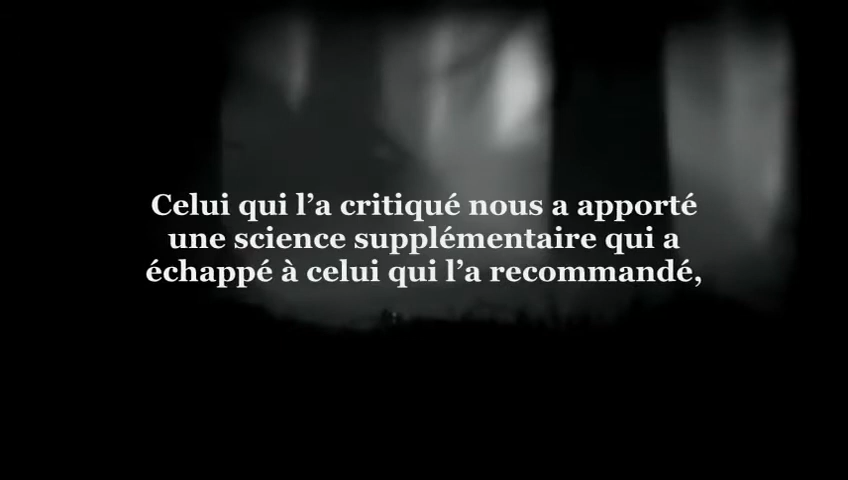 Celui qui l’a critiqué nous a apporté
une science supplémentaire qui a
échappé à celui qui l’a recommandé,